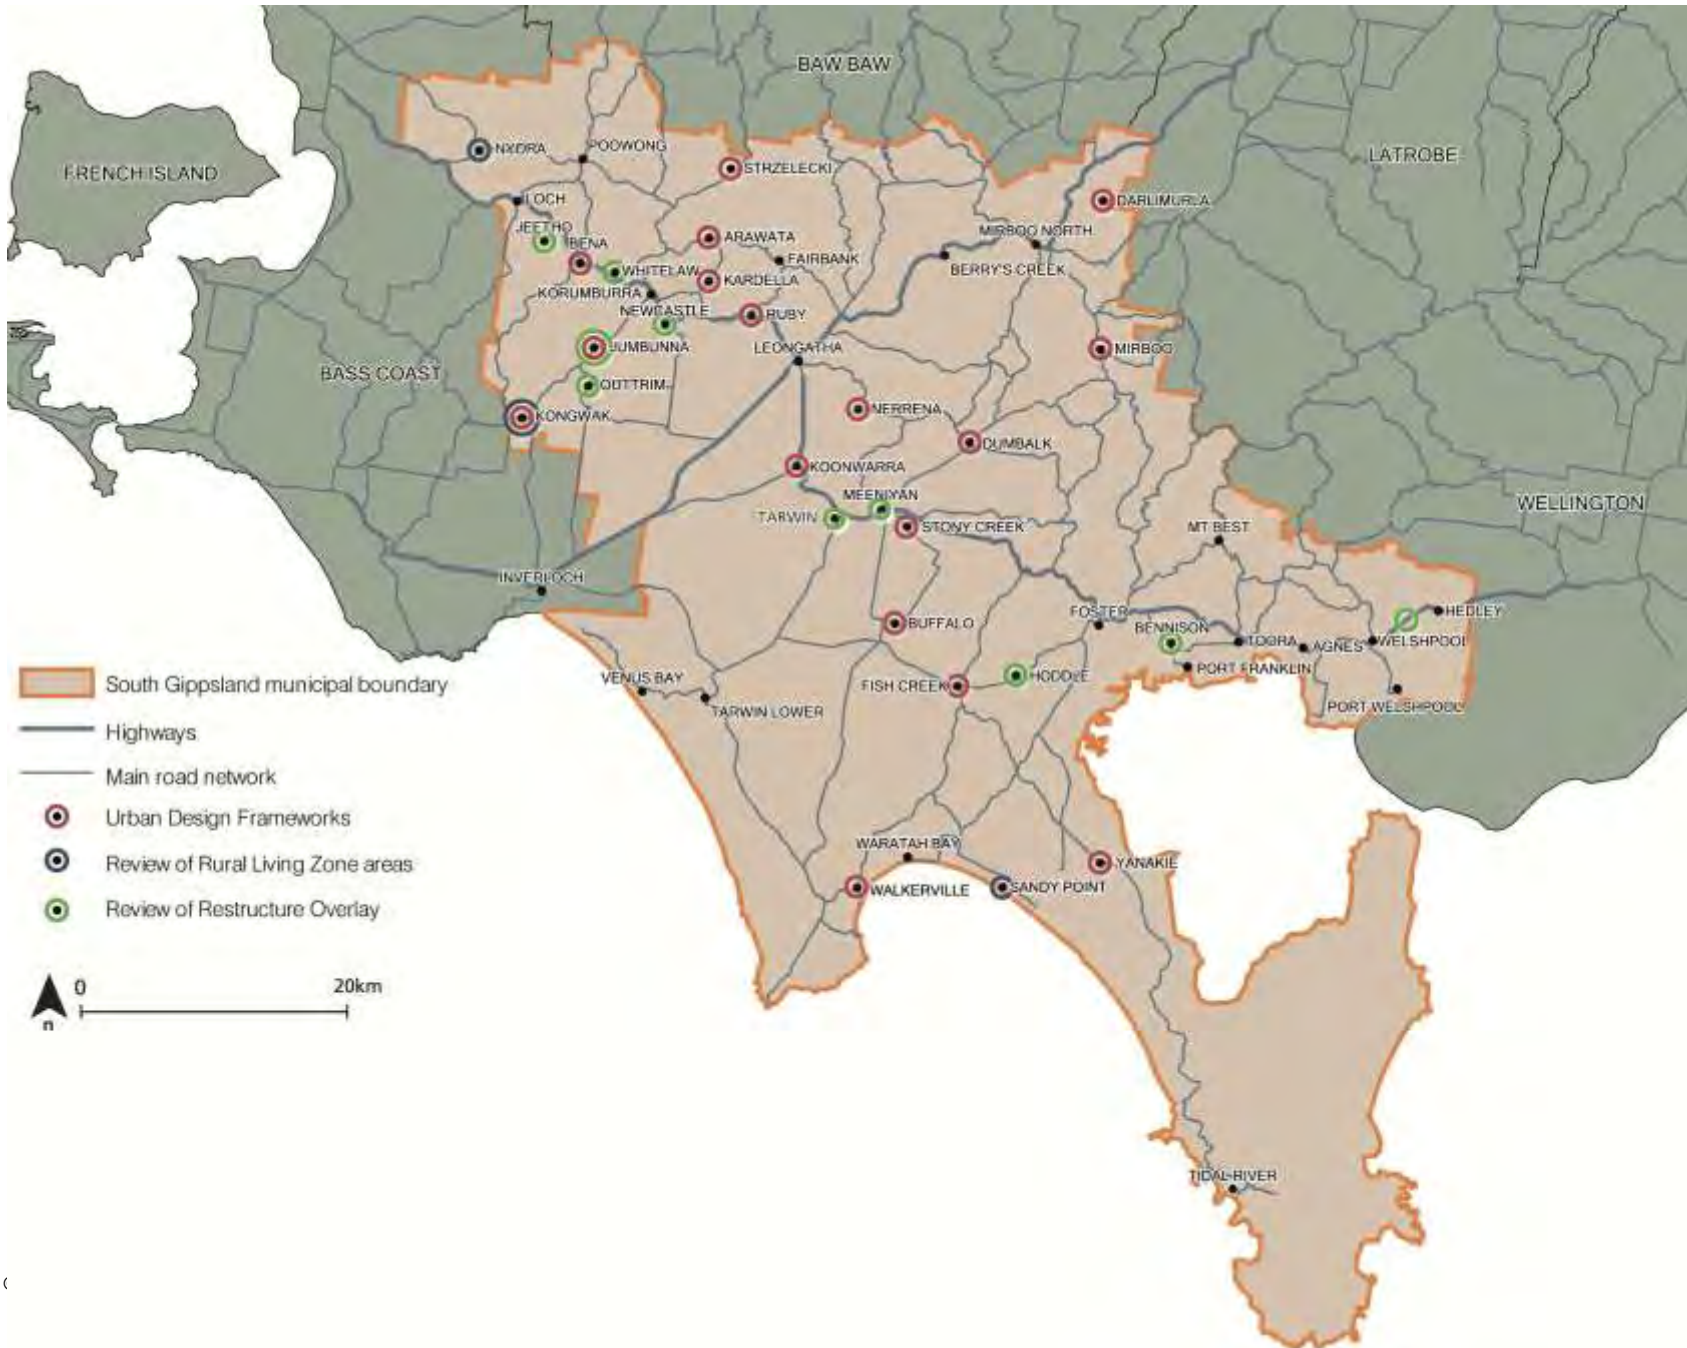 BAW BAW
NYORA
POOWONG
LATROBE
FRENCH ISLAND
STRZELECKI
LOCH
DARLIMURLA
JEETHO
BENA
ARAWATA
MIRBOO NORTH
FAIRBANK
WHITELAW
BERRY'S CREEK
KARDELLA
KORUMBURRA
NEWCASTLE
RUBY
JUMBUNNA
LEONGATHA
MIRBOO
BASS COAST
OUTTRIM
KONGWAK
NERRENA
DUMBALK
KOONWARRA
MEENIYAN
WELLINGTON
TARWIN
STONY CREEK
MT BEST
INVERLOCH
FOSTER
HEDLEY
BUFFALO
BENNISON
TOORA
AGNES
WELSHPOOL
PORT FRANKLIN
VENUS BAY
FISH CREEK
HODDLE
TARWIN LOWER
PORT WELSHPOOL
South Gippsland municipal boundary
Highways
Main road network
Urban Design Frameworks
Review of Rural Living Zone areas
Review of Restructure Overlay
WARATAH BAY
YANAKIE
WALKERVILLE
SANDY POINT
0 20km
n
TIDAL RIVER